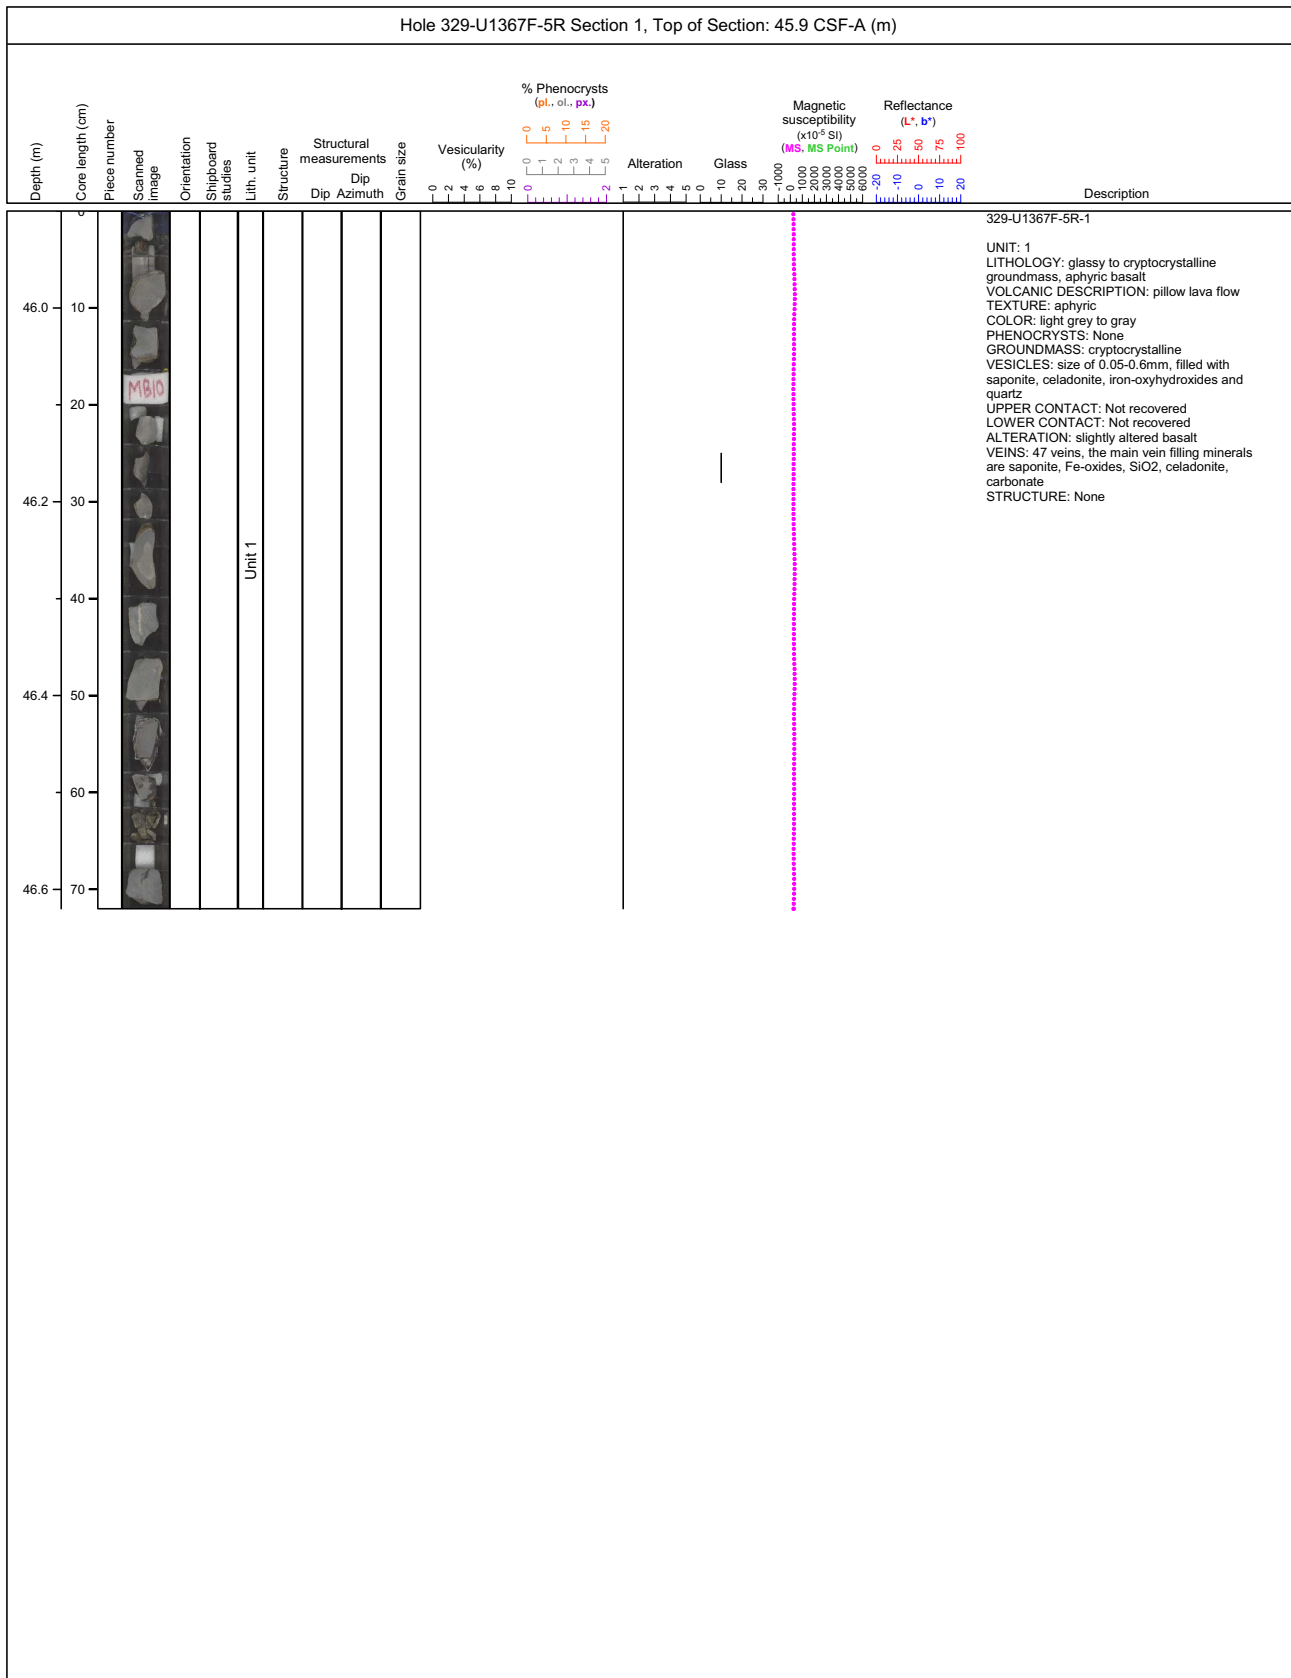 Hole 329-U1367F-5R Section 1, Top of Section: 45.9 CSF-A (m)
Depth (m)
Core length (cm)
Piece number
Scanned
image
Orientation
Shipboard
studies
Lith. unit
Structure
Structural
measurements
Dip
Dip
Azimuth
Grain size
Vesicularity
(%)
0 2 4 6 8 10
% Phenocrysts
(pl., ol., px.)
0 5 10 15 20
0 1 2 3 4 5
0 1 2
Alteration
1 2 3 4 5
Glass
0 10 20 30
Magnetic
susceptibility
(x10-5 SI)
(MS, MS Point)
-1000 0 1000 2000 3000 4000 5000 6000
Reflectance
(L*, b*)
0 25 50 75 100
-20 -10 0 10 20
Description
0
46.0 10
20
46.2 30
40
46.4 50
60
46.6 70
MB10
Unit 1
329-U1367F-5R-1
UNIT: 1
LITHOLOGY: glassy to cryptocrystalline
groundmass, aphyric basalt
VOLCANIC DESCRIPTION: pillow lava flow
TEXTURE: aphyric
COLOR: light grey to gray
PHENOCRYSTS: None
GROUNDMASS: cryptocrystalline
VESICLES: size of 0.05-0.6mm, filled with
saponite, celadonite, iron-oxyhydroxides and
quartz
UPPER CONTACT: Not recovered
LOWER CONTACT: Not recovered
ALTERATION: slightly altered basalt
VEINS: 47 veins, the main vein filling minerals
are saponite, Fe-oxides, SiO2, celadonite,
carbonate
STRUCTURE: None